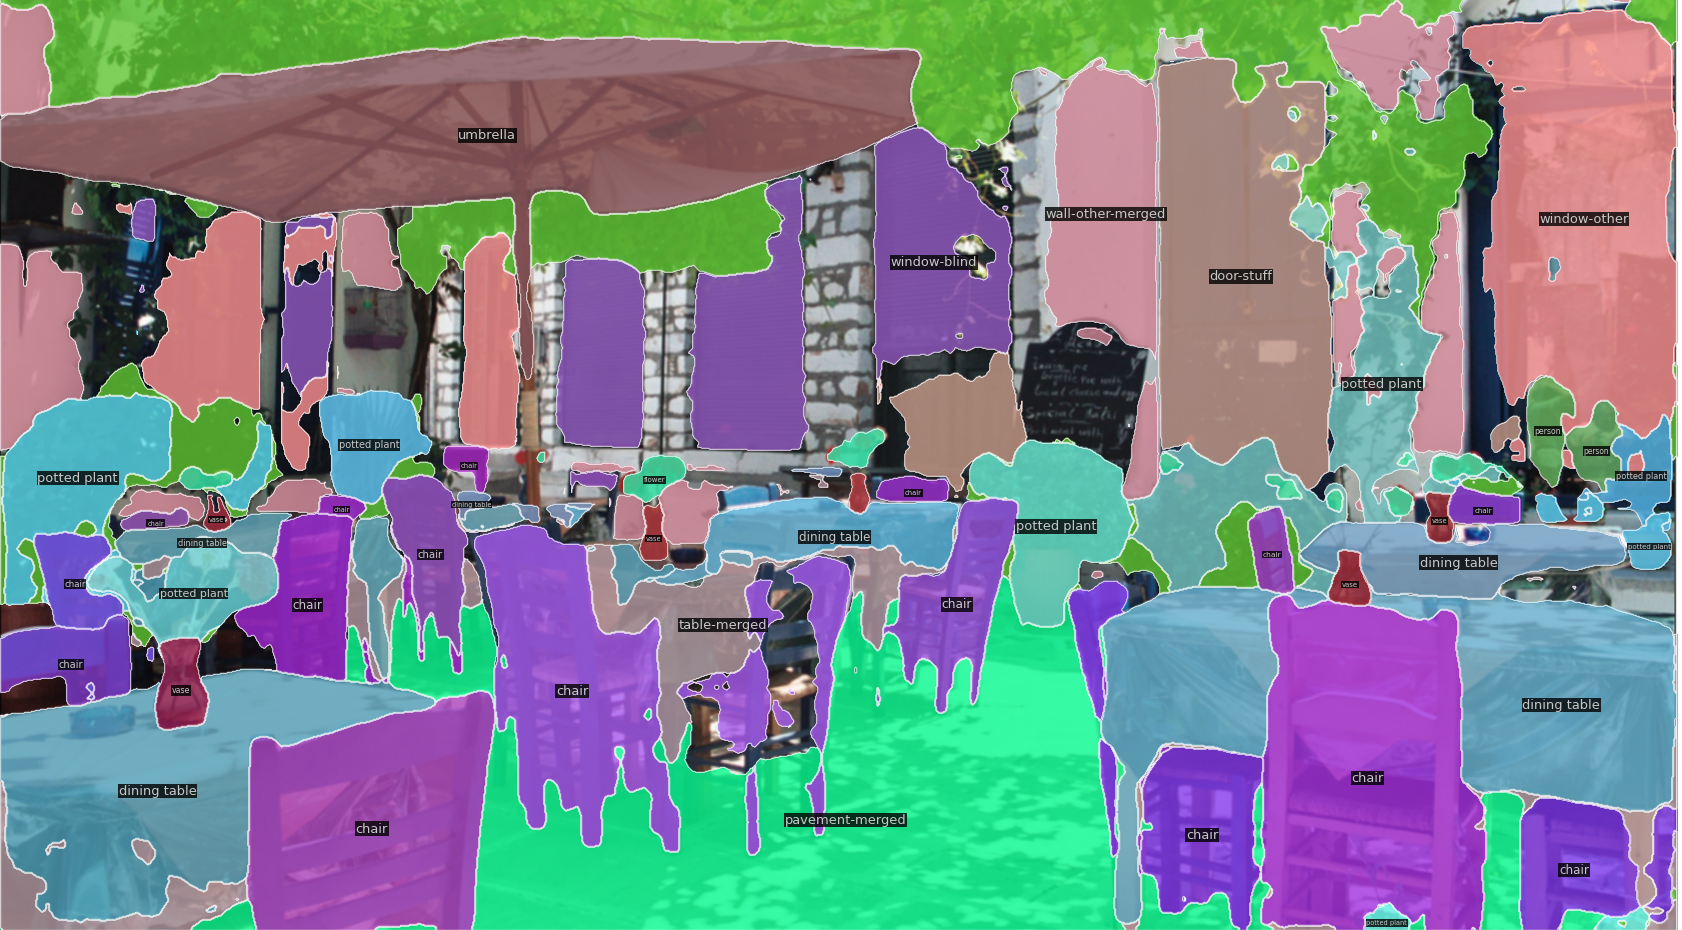 umbrella
wall-other-merged
window-other
window-blind
door-stuff
potted plant
person
potted plant
person
chair
potted plant
potted plant
flower
chair
chair
dining table
chair
chair
vase
vase
potted plant
dining table
vase
dining table
potted plant
chair
chair
dining table
chair
vase
chair
potted plant
chair
chair
table-merged
chair
vase
chair
dining table
chair
dining table
pavement-merged
chair
chair
chair
potted plant
Special